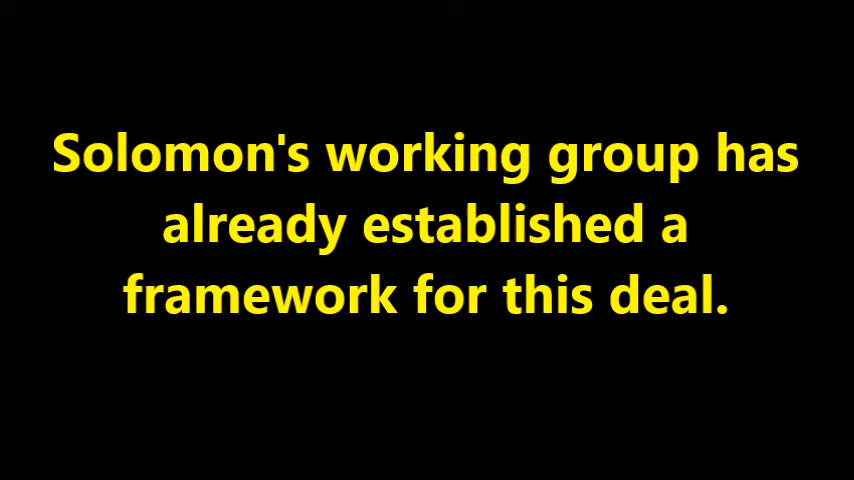 Solomon's working group has
already established a
framework for this deal.